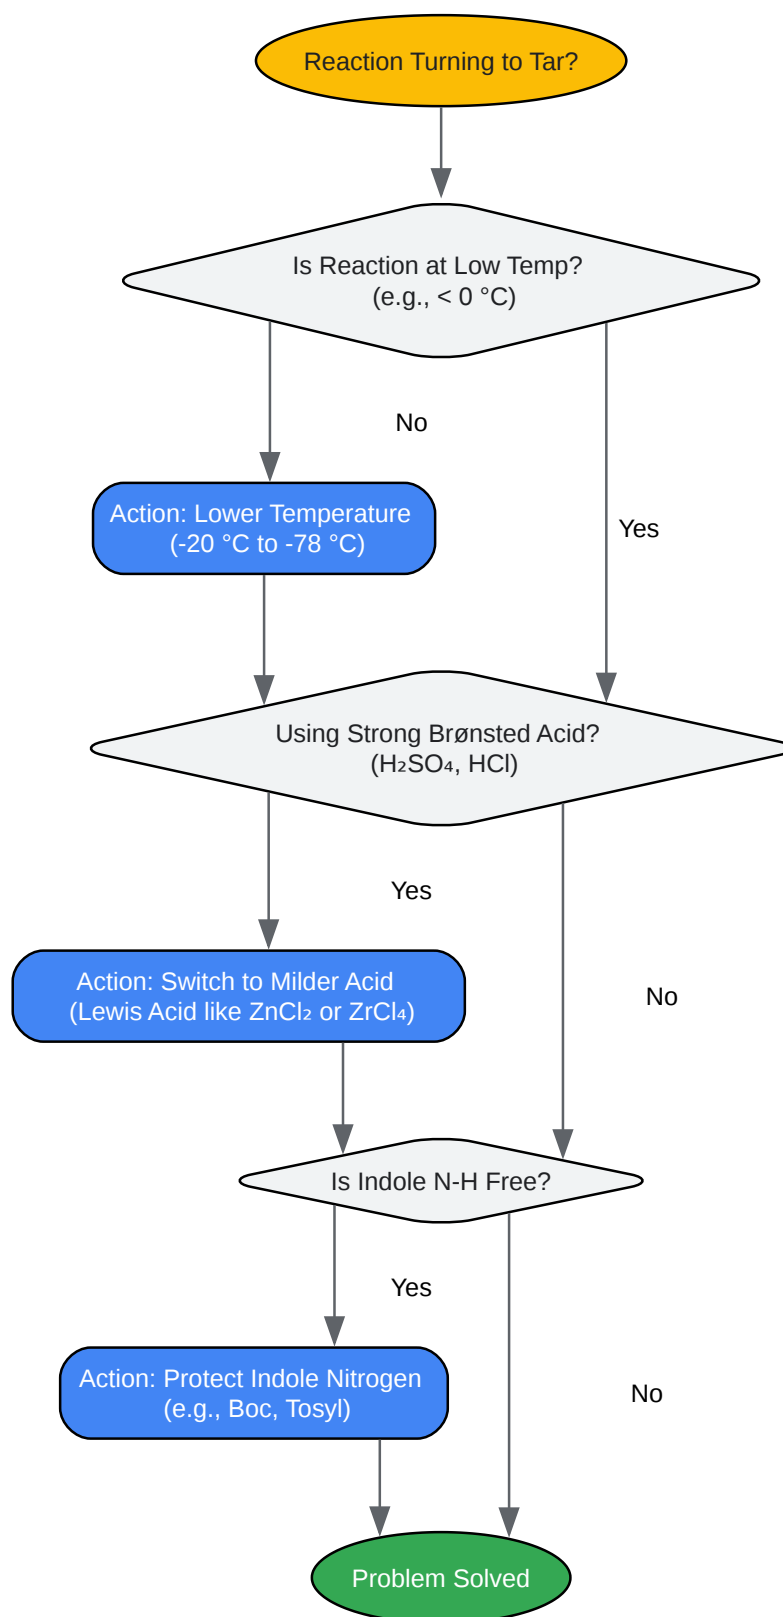 Reaction Turning to Tar?
Is Reaction at Low Temp?
(e.g., < 0 °C)
No
Action: Lower Temperature
(-20 °C to -78 °C)
Yes
Using Strong Brønsted Acid?
(H₂SO₄, HCl)
Yes
Action: Switch to Milder Acid
(Lewis Acid like ZnCl₂ or ZrCl₄)
No
Is Indole N-H Free?
Yes
Action: Protect Indole Nitrogen
(e.g., Boc, Tosyl)
No
Problem Solved